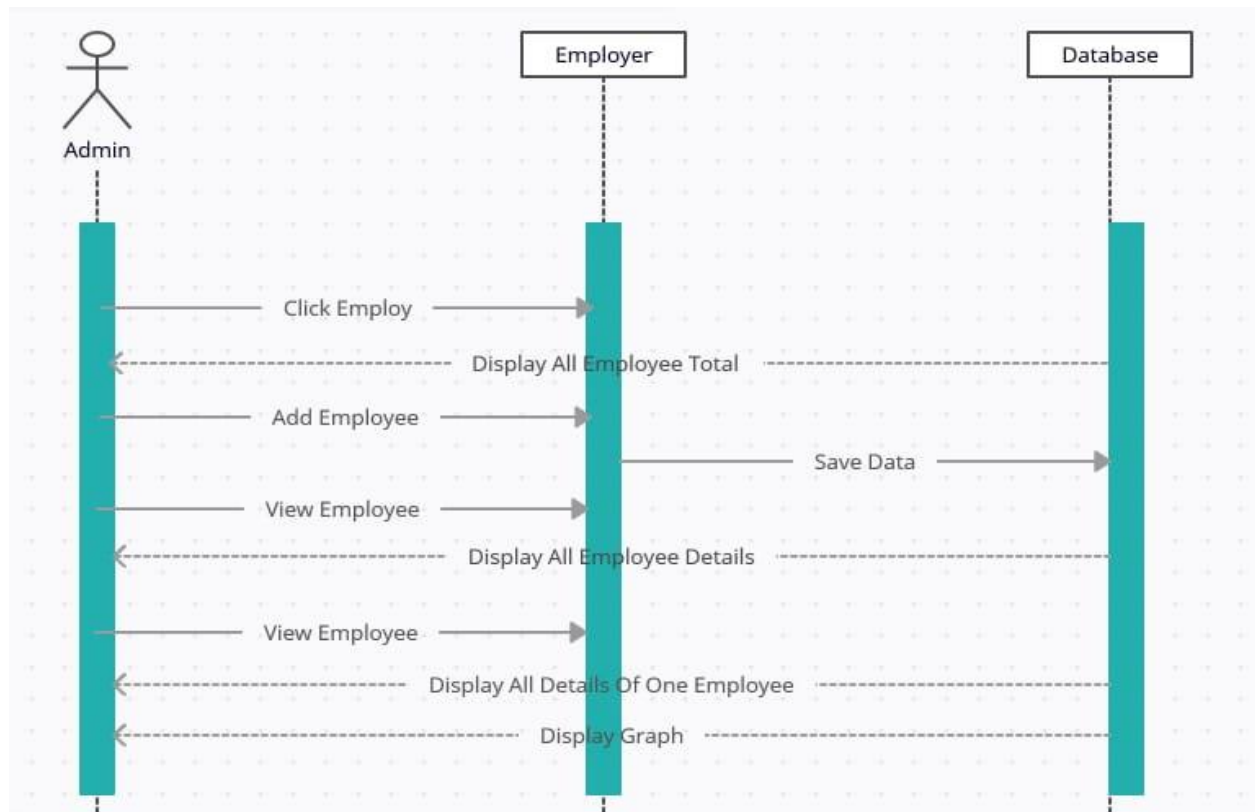 Employer
Database
Admin
Click Employ
Display All Employee Total
Add Employee
Save Data
View Employee
Display All Employee Details
View Employee
Display All Details Of One Employee
Display Graph